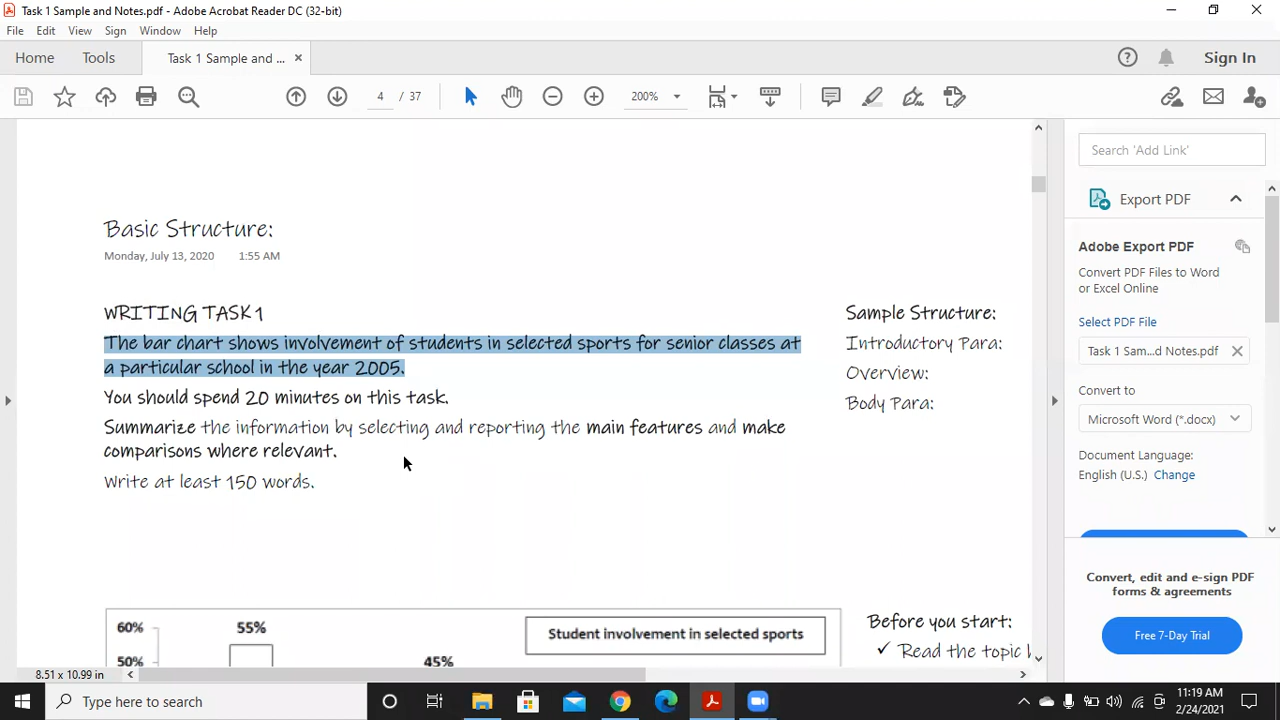 Task 1 Sample and Notes.pdf - Adobe Acrobat Reader DC (32-bit)
File Edit View Sign Window Help
Home Tools Task 1 Sample and ... Sign In
4 / 37 200%
Basic Structure:
Monday, July 13, 2020 1:55 AM
WRITING TASK 1
The bar chart shows involvement of students in selected sports for senior classes at
a particular school in the year 2005.
You should spend 20 minutes on this task.
Summarize the information by selecting and reporting the main features and make
comparisons where relevant.
Write at least 150 words.
Sample Structure:
Introductory Para:
Overview:
Body Para:
60% 55% Student involvement in selected sports
50% 45%
Before you start:
✓ Read the topic
8.51 x 10.99 in
Search 'Add Link'
Export PDF
Adobe Export PDF
Convert PDF Files to Word
or Excel Online
Select PDF File
Task 1 Sam...d Notes.pdf
Convert to
Microsoft Word (*.docx)
Document Language:
English (U.S.) Change
Convert, edit and e-sign PDF
forms & agreements
Free 7-Day Trial
Type here to search
11:19 AM
2/24/2021